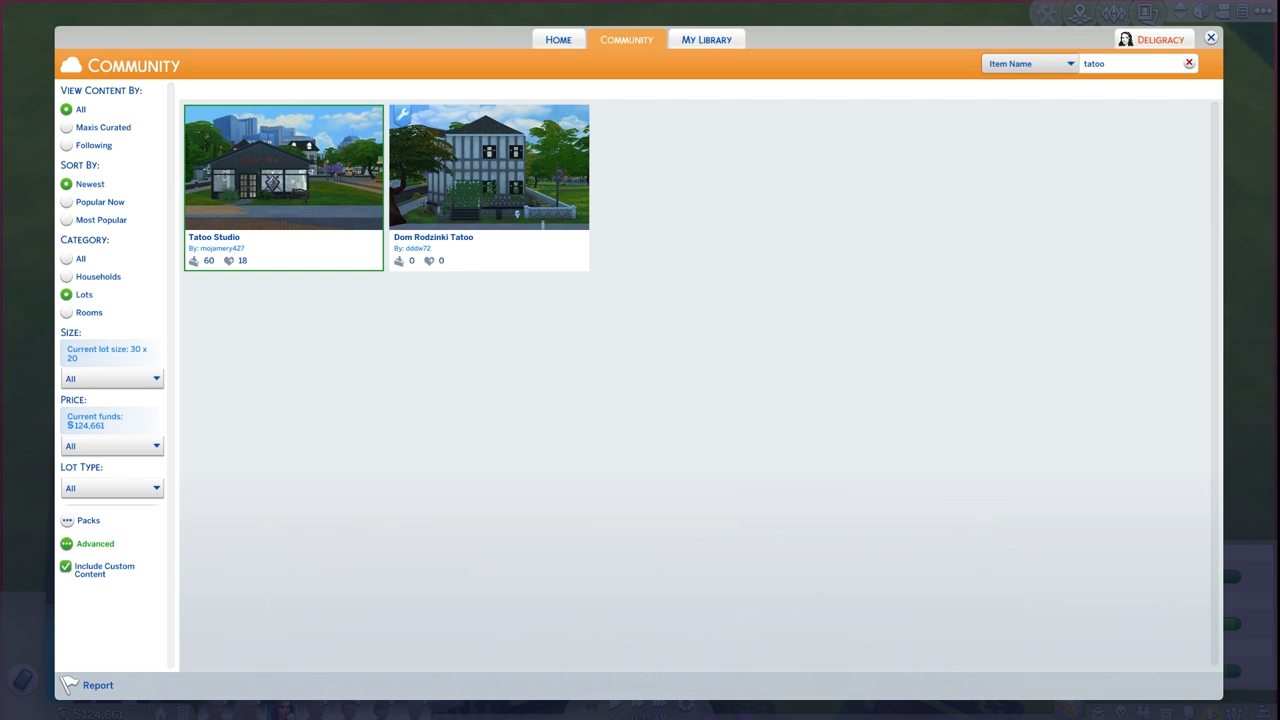 HOME
COMMUNITY
MY LIBRARY
DELIGRACY
COMMUNITY
Item Name
tatoo
VIEW CONTENT BY:
All
Maxis Curated
Following
SORT BY:
Newest
Popular Now
Most Popular
CATEGORY:
All
Households
Lots
Rooms
SIZE:
Current lot size: 30 x
20
All
PRICE:
Current funds:
$124,661
All
LOT TYPE:
All
Packs
Advanced
Include Custom
Content
Tatoo Studio
By: mojamery427
60 18
Dom Rodzinki Tatoo
By: dddw72
0 0
Report
$124,661